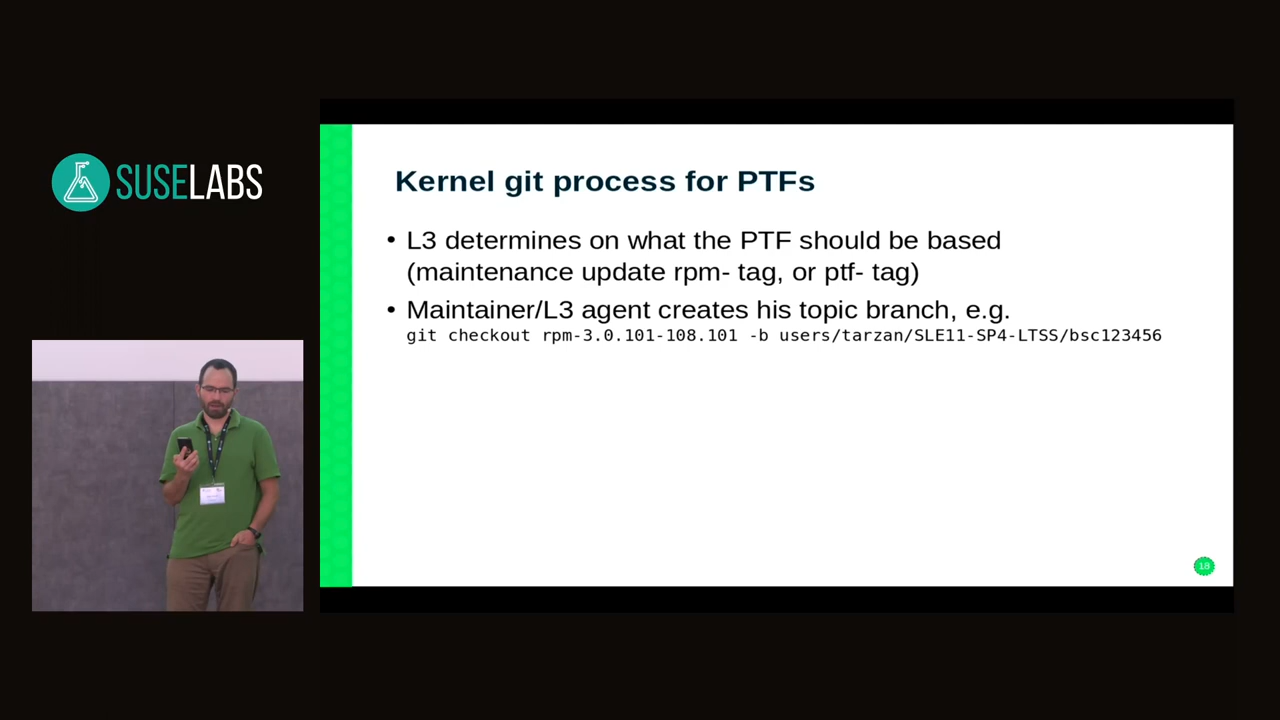 SUSELABS
Kernel git process for PTFs
• L3 determines on what the PTF should be based
(maintenance update rpm- tag, or ptf- tag)
• Maintainer/L3 agent creates his topic branch, e.g.
git checkout rpm-3.0.101-108.101 -b users/tarzan/SLE11-SP4-LTSS/bsc123456
18